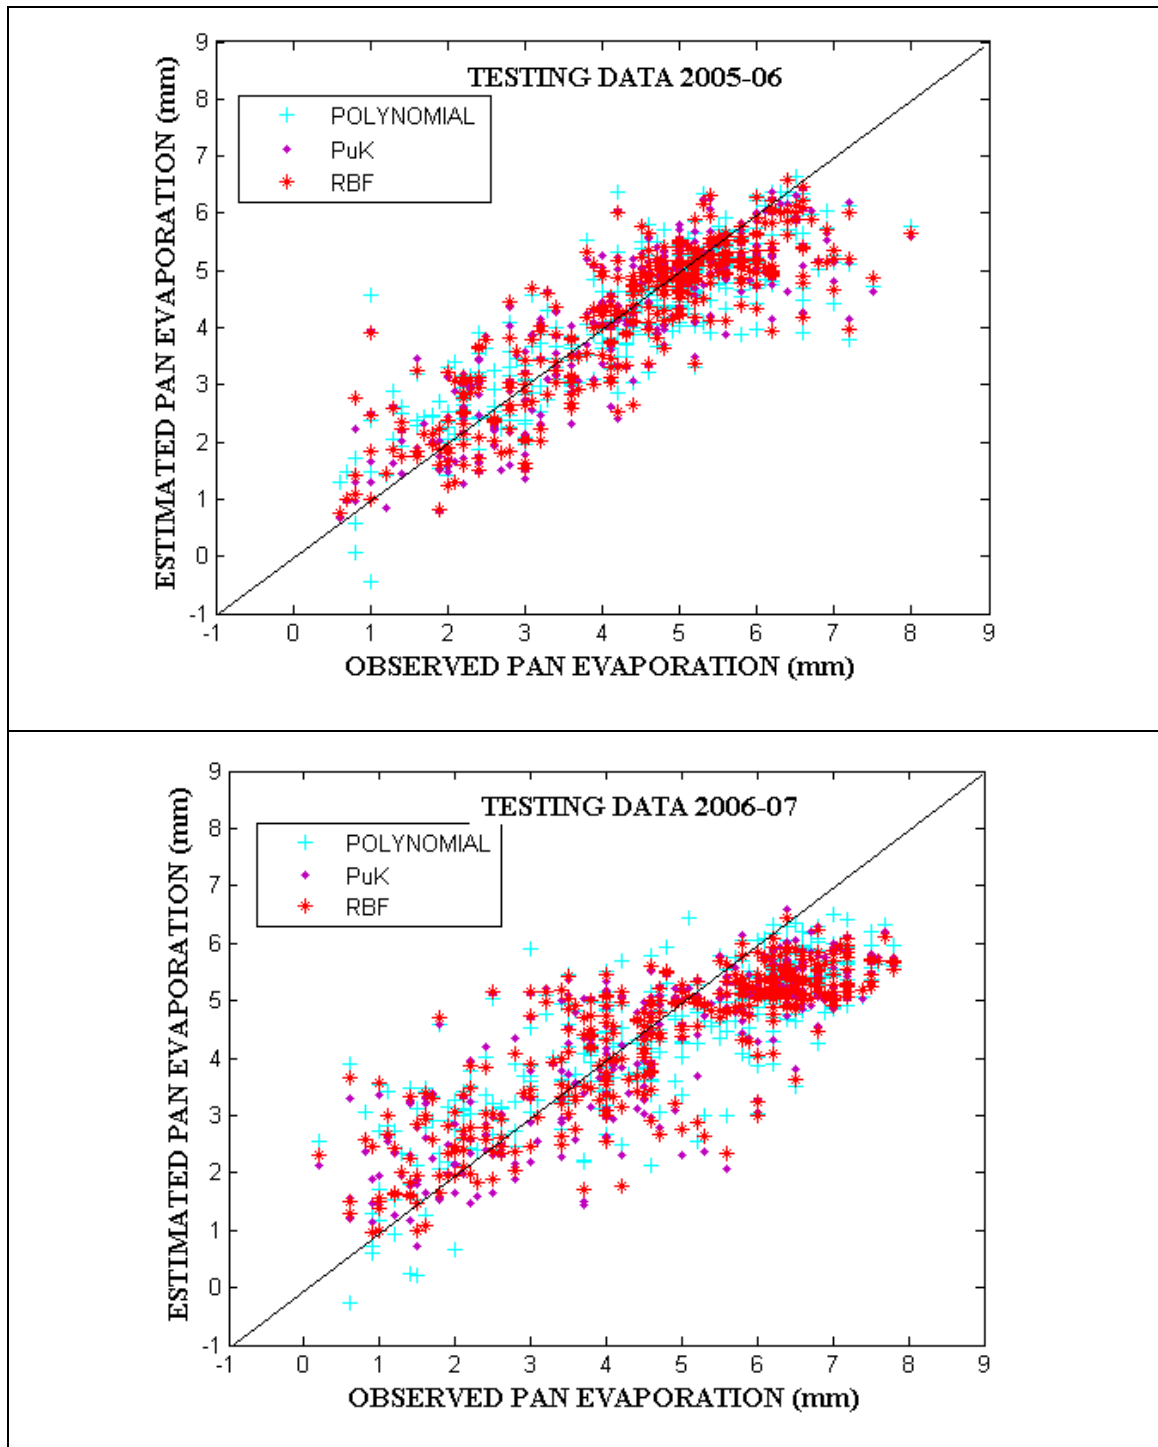 TESTING DATA 2005-06
POLYNOMIAL
PuK
RBF
9
8
7
6
5
4
3
2
1
0
-1
ESTIMATED PAN EVAPORATION (mm)
-1 0 1 2 3 4 5 6 7 8 9
OBSERVED PAN EVAPORATION (mm)
TESTING DATA 2006-07
POLYNOMIAL
PuK
RBF
9
8
7
6
5
4
3
2
1
0
-1
ESTIMATED PAN EVAPORATION (mm)
-1 0 1 2 3 4 5 6 7 8 9
OBSERVED PAN EVAPORATION (mm)